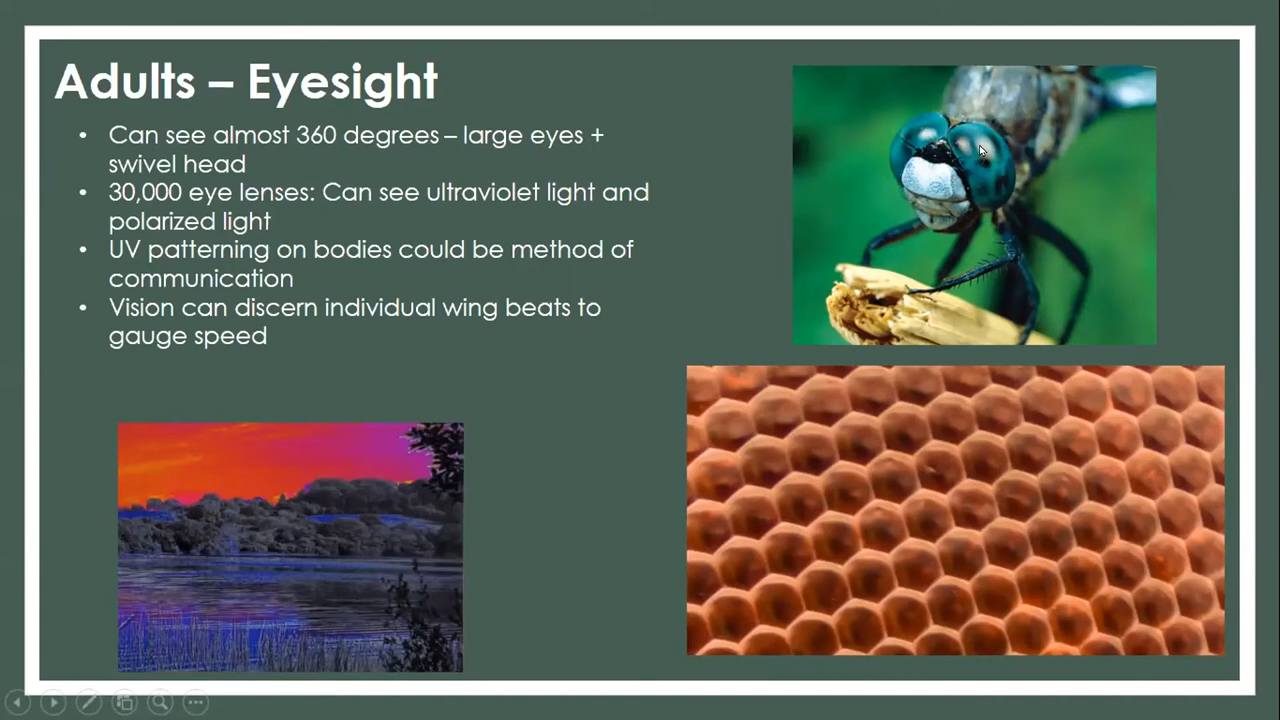 Adults – Eyesight
• Can see almost 360 degrees – large eyes +
swivel head
• 30,000 eye lenses: Can see ultraviolet light and
polarized light
• UV patterning on bodies could be method of
communication
• Vision can discern individual wing beats to
gauge speed